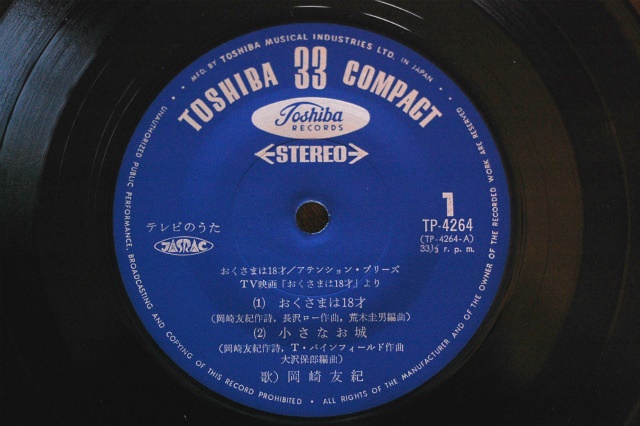 MFD. BY TOSHIBA MUSICAL INDUSTRIES LTD. IN JAPAN
TOSHIBA 33 COMPACT
Toshiba
RECORDS
STEREO
1
TP-4264
(TP-4264-A)
33⅓ r. p. m.
テレビのうた
JASRAC
おくさまは18才/アテンション・プリーズ
TV映画「おくさまは18才」より
(1) おくさまは18才
(岡崎友紀作詩, 長沢ロー作曲, 荒木圭男編曲)
(2) 小さなお城
(岡崎友紀作詩, T・パインフィールド作曲
大沢保郎編曲)
歌) 岡崎友紀
UNAUTHORIZED PUBLIC PERFORMANCE, BROADCASTING AND COPYING OF THIS RECORD PROHIBITED • ALL RIGHTS OF THE MANUFACTURER AND OF THE OWNER OF THE RECORDED WORK ARE RESERVED